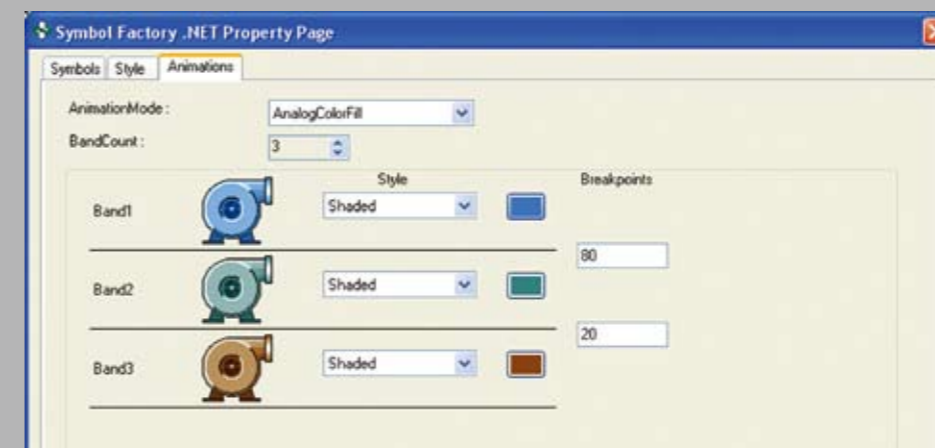 Symbol Factory .NET Property Page
Symbols Style Animations
AnimationMode : AnalogColorFill
BandCount : 3
Style Breakpoints
Band1 Shaded
80
Band2 Shaded
20
Band3 Shaded